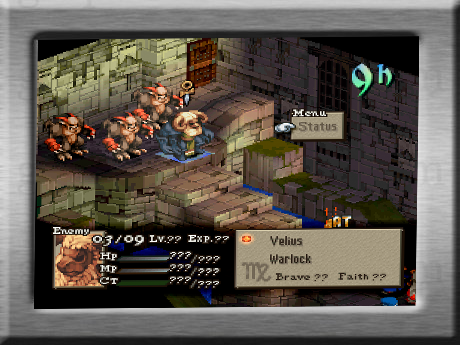 9h
Menu
Status
Enemy
03/09 Lv.?? Exp.??
Hp ???/???
Mp ???/???
CT ???/???
Velius
Warlock
Brave ?? Faith ??